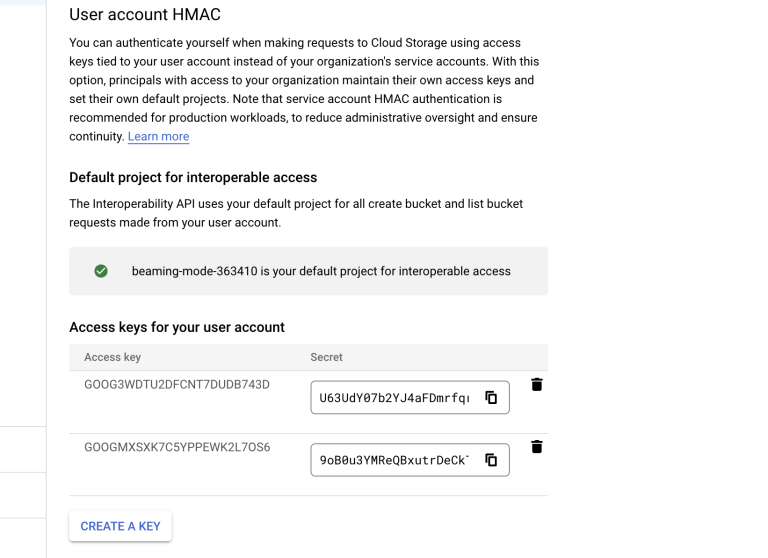 User account HMAC
You can authenticate yourself when making requests to Cloud Storage using access
keys tied to your user account instead of your organization's service accounts. With this
option, principals with access to your organization maintain their own access keys and
set their own default projects. Note that service account HMAC authentication is
recommended for production workloads, to reduce administrative oversight and ensure
continuity. Learn more
Default project for interoperable access
The Interoperability API uses your default project for all create bucket and list bucket
requests made from your user account.
beaming-mode-363410 is your default project for interoperable access
Access keys for your user account
Access key Secret
GOOG3WDTU2DFCNT7DUDB743D U63UdY07b2YJ4aFDmrfq
GOOGMXSXK7C5YPPEWK2L7OS6 9oB0u3YMReQBxutrDeCk
CREATE A KEY